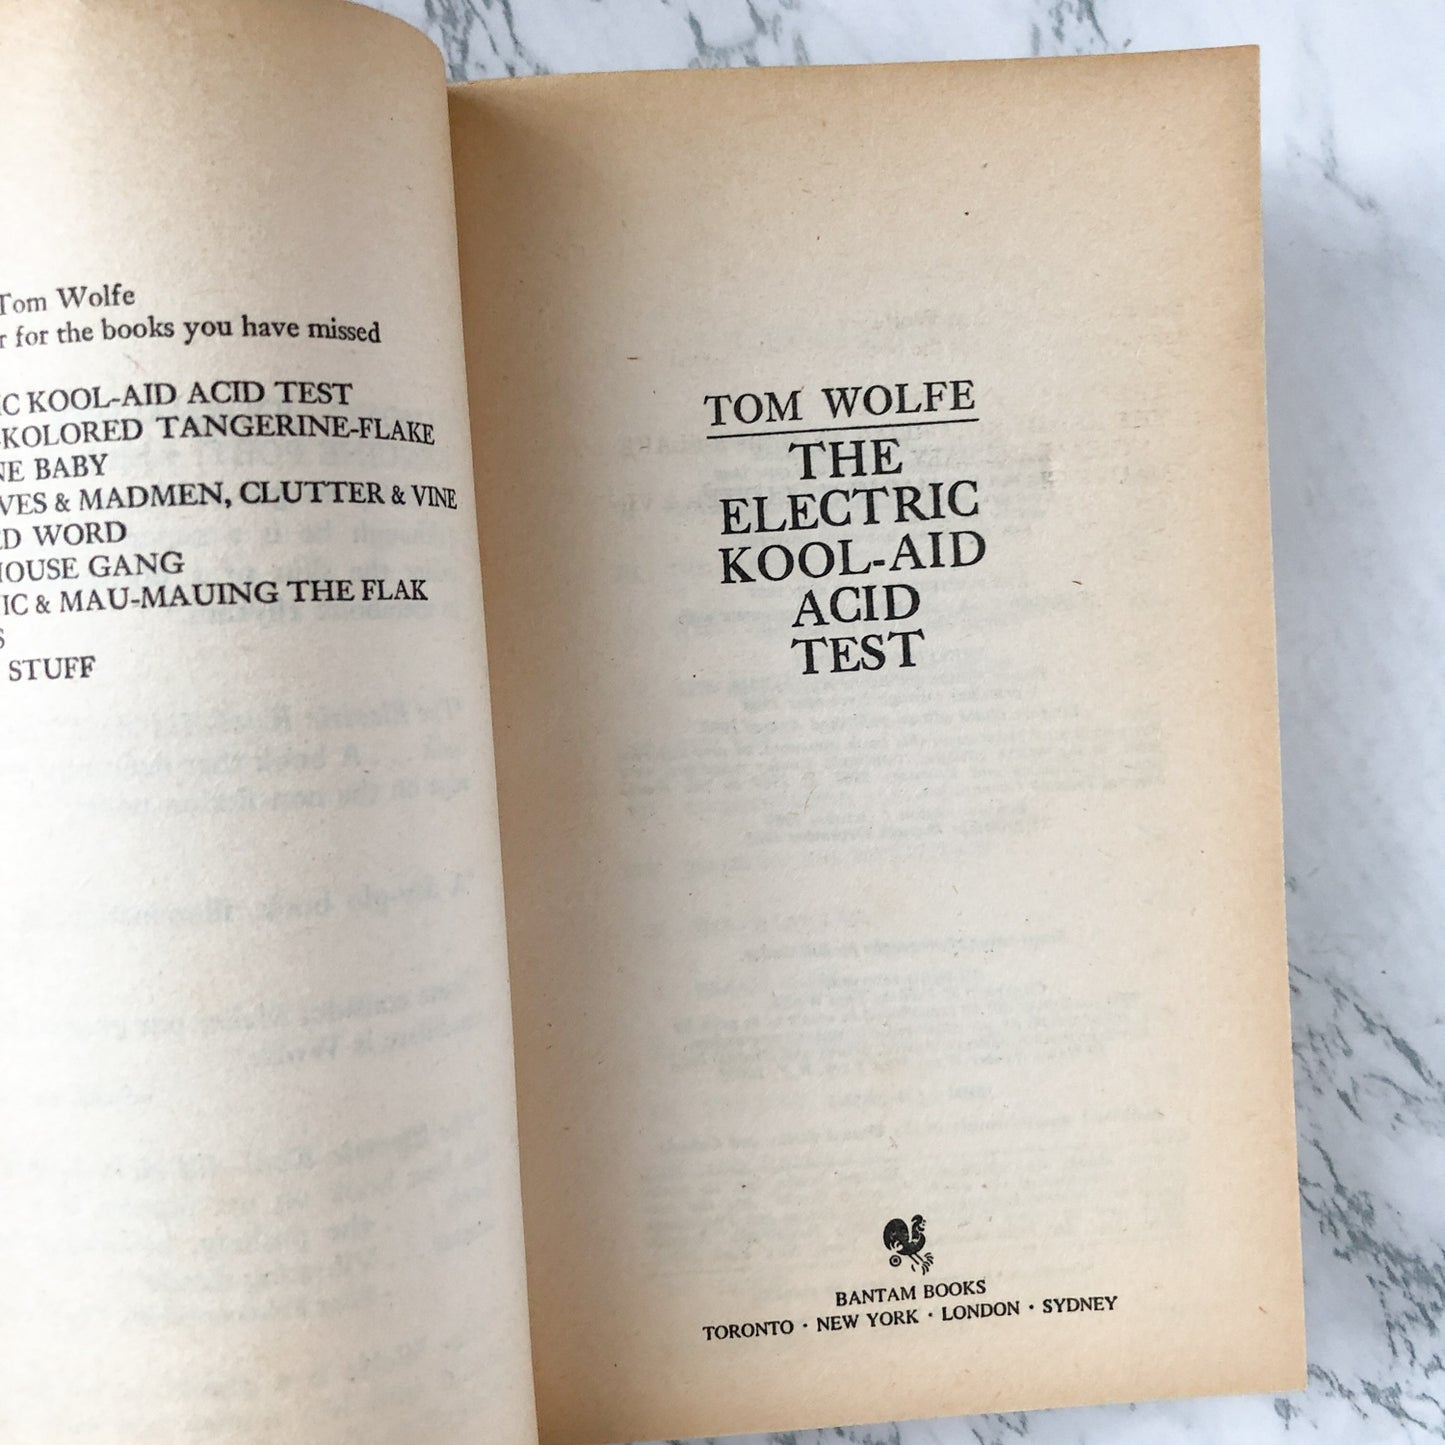 Tom Wolfe
r for the books you have missed
IC KOOL-AID ACID TEST
KOLORED TANGERINE-FLAKE
NE BABY
VES & MADMEN, CLUTTER & VINE
ED WORD
HOUSE GANG
IC & MAU-MAUING THE FLAK
S
STUFF
TOM WOLFE
THE
ELECTRIC
KOOL-AID
ACID
TEST
BANTAM BOOKS
TORONTO · NEW YORK · LONDON · SYDNEY